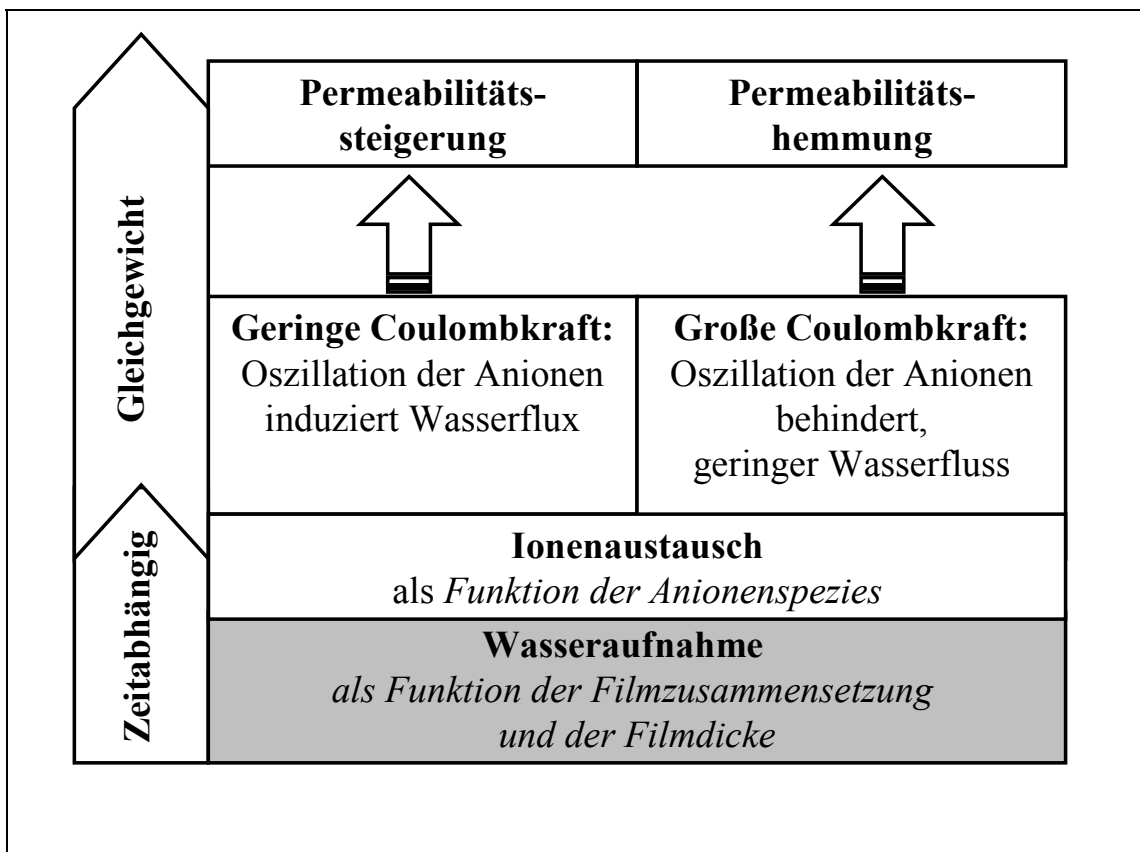 Permeabilitäts-
steigerung
Permeabilitäts-
hemmung
Gleichgewicht
Geringe Coulombkraft:
Oszillation der Anionen
induziert Wasserflux
Große Coulombkraft:
Oszillation der Anionen
behindert,
geringer Wasserfluss
Zeitabhängig
Ionenaustausch
als Funktion der Anionenspezies
Wasseraufnahme
als Funktion der Filmzusammensetzung
und der Filmdicke